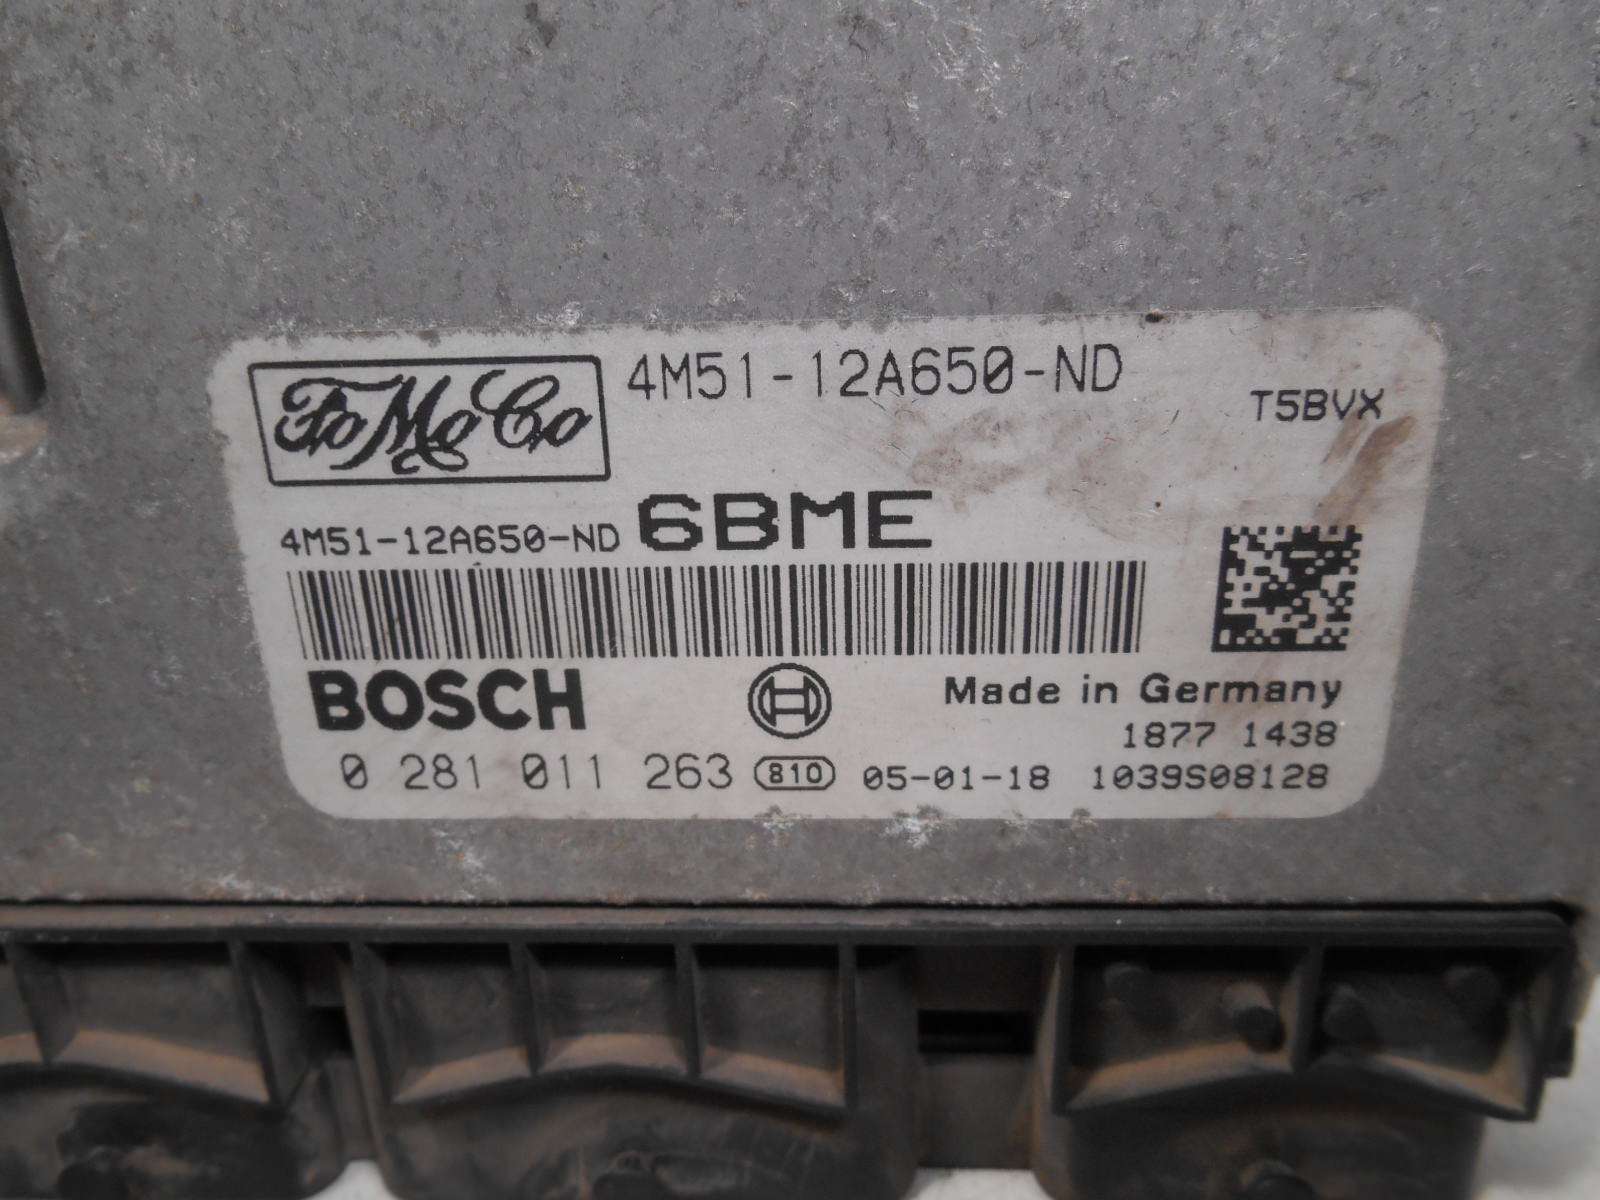 FoMoCo 4M51-12A650-ND
T5BVX
4M51-12A650-ND 6BME
BOSCH
Made in Germany
1877 1438
0 281 011 263 810 05-01-18 1039S08128